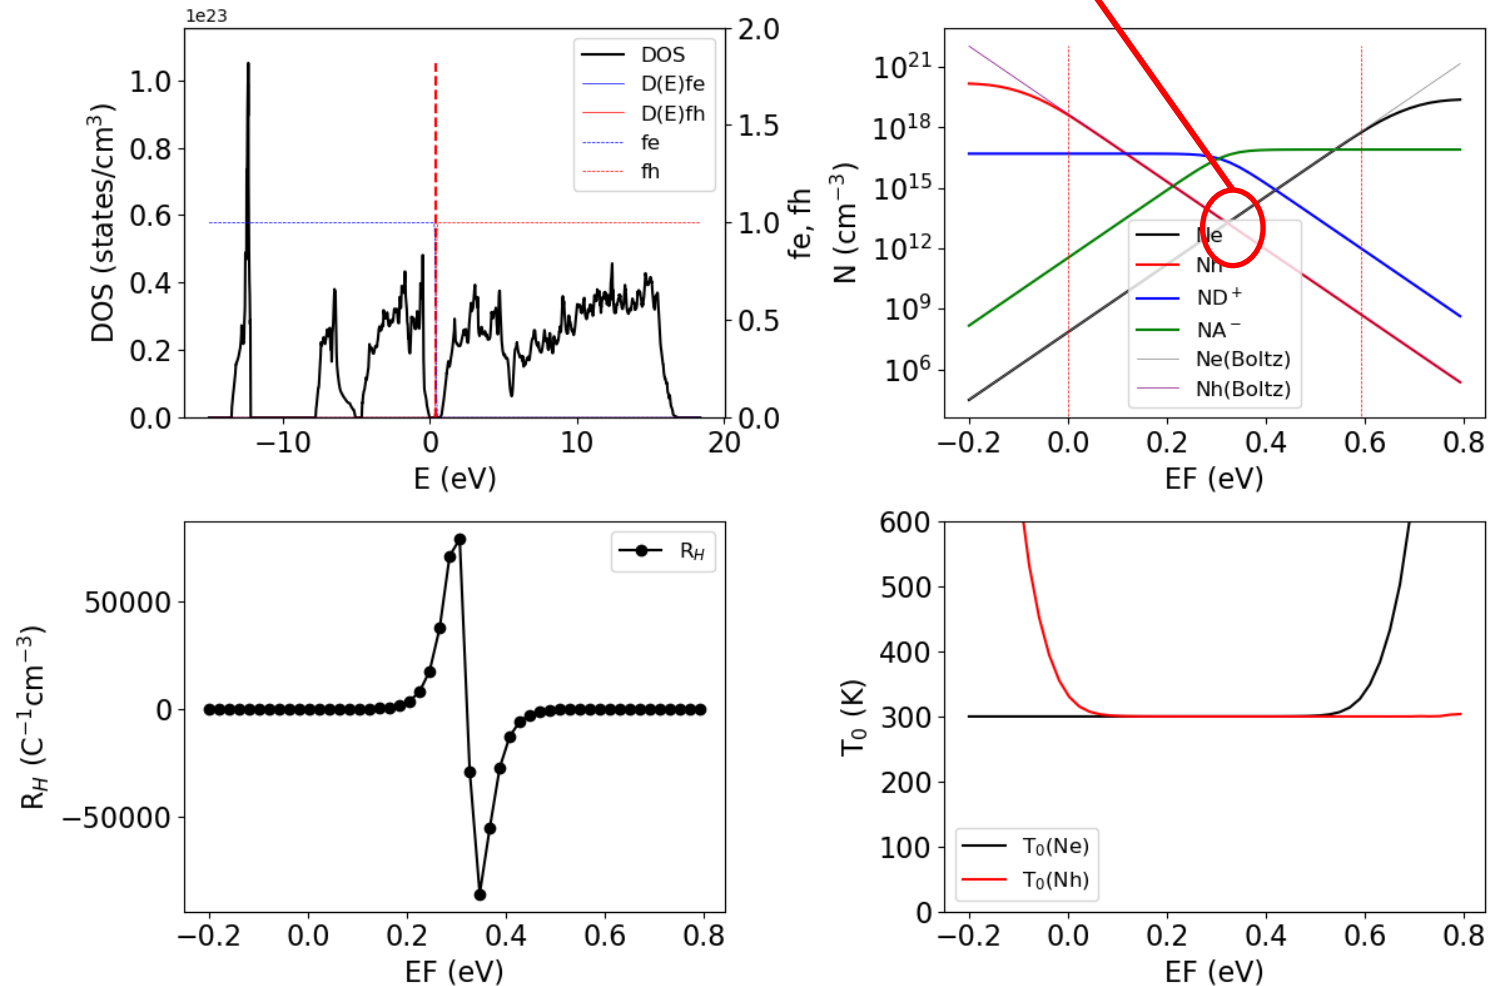 1e23
DOS (states/cm³)
1.0
0.8
0.6
0.4
0.2
0.0
2.0
1.5
1.0
0.5
0.0
fe, fh
DOS
D(E)fe
D(E)fh
fe
fh
−10 0 10 20
E (eV)
N (cm⁻³)
10²¹
10¹⁸
10¹⁵
10¹²
10⁹
10⁶
Ne
Nh
ND⁺
NA⁻
Ne(Boltz)
Nh(Boltz)
−0.2 0.0 0.2 0.4 0.6 0.8
EF (eV)
R_H (C⁻¹cm⁻³)
50000
0
−50000
R_H
−0.2 0.0 0.2 0.4 0.6 0.8
EF (eV)
T₀ (K)
600
500
400
300
200
100
0
T₀(Ne)
T₀(Nh)
−0.2 0.0 0.2 0.4 0.6 0.8
EF (eV)